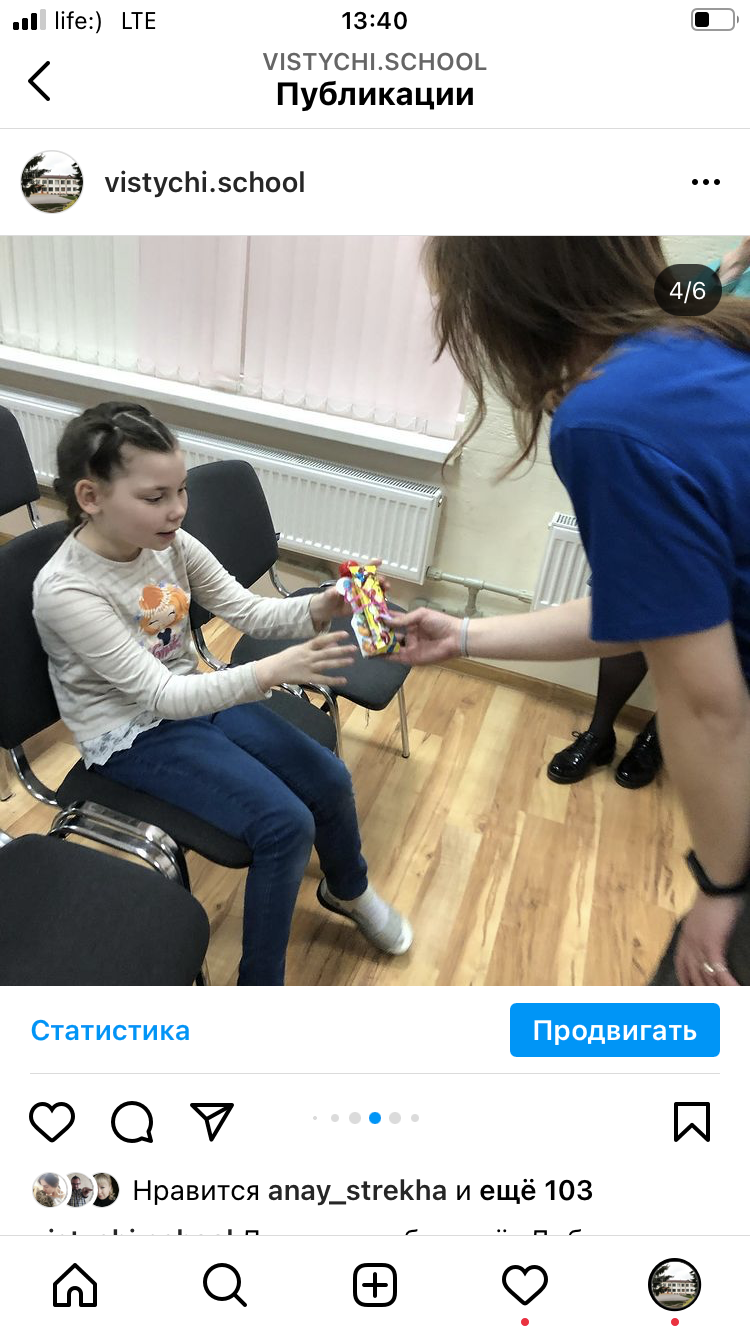 life:) LTE 13:40
VISTYCHI.SCHOOL
Публикации
vistychi.school
4/6
Статистика
Продвигать
Нравится anay_strekha и ещё 103